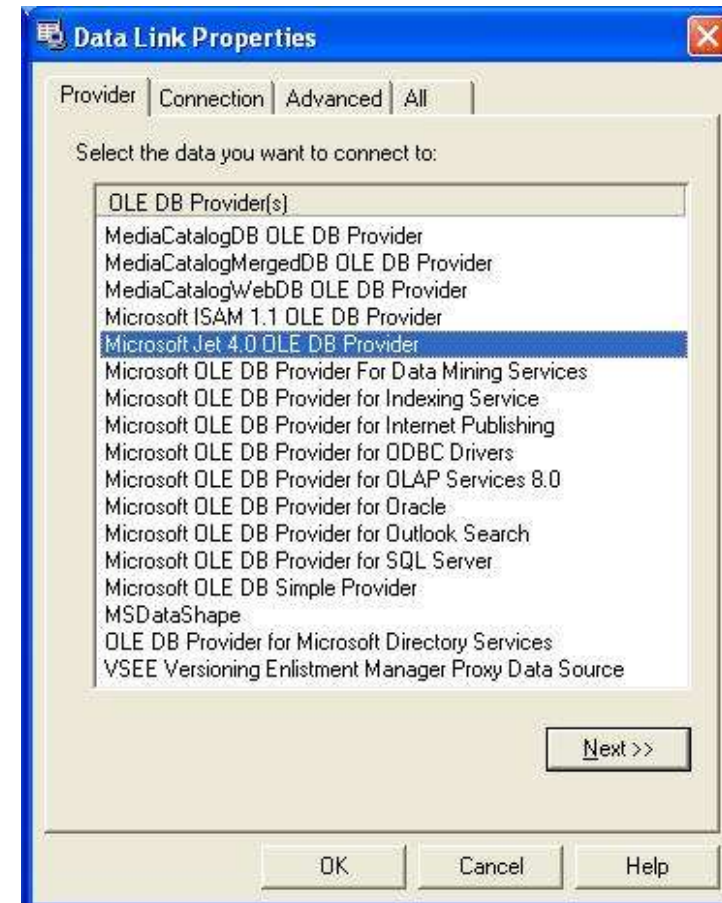 Data Link Properties
Provider Connection Advanced All
Select the data you want to connect to:
OLE DB Provider(s)
MediaCatalogDB OLE DB Provider
MediaCatalogMergedDB OLE DB Provider
MediaCatalogWebDB OLE DB Provider
Microsoft ISAM 1.1 OLE DB Provider
Microsoft Jet 4.0 OLE DB Provider
Microsoft OLE DB Provider For Data Mining Services
Microsoft OLE DB Provider for Indexing Service
Microsoft OLE DB Provider for Internet Publishing
Microsoft OLE DB Provider for ODBC Drivers
Microsoft OLE DB Provider for OLAP Services 8.0
Microsoft OLE DB Provider for Oracle
Microsoft OLE DB Provider for Outlook Search
Microsoft OLE DB Provider for SQL Server
Microsoft OLE DB Simple Provider
MSDataShape
OLE DB Provider for Microsoft Directory Services
VSEE Versioning Enlistment Manager Proxy Data Source
Next >>
OK Cancel Help